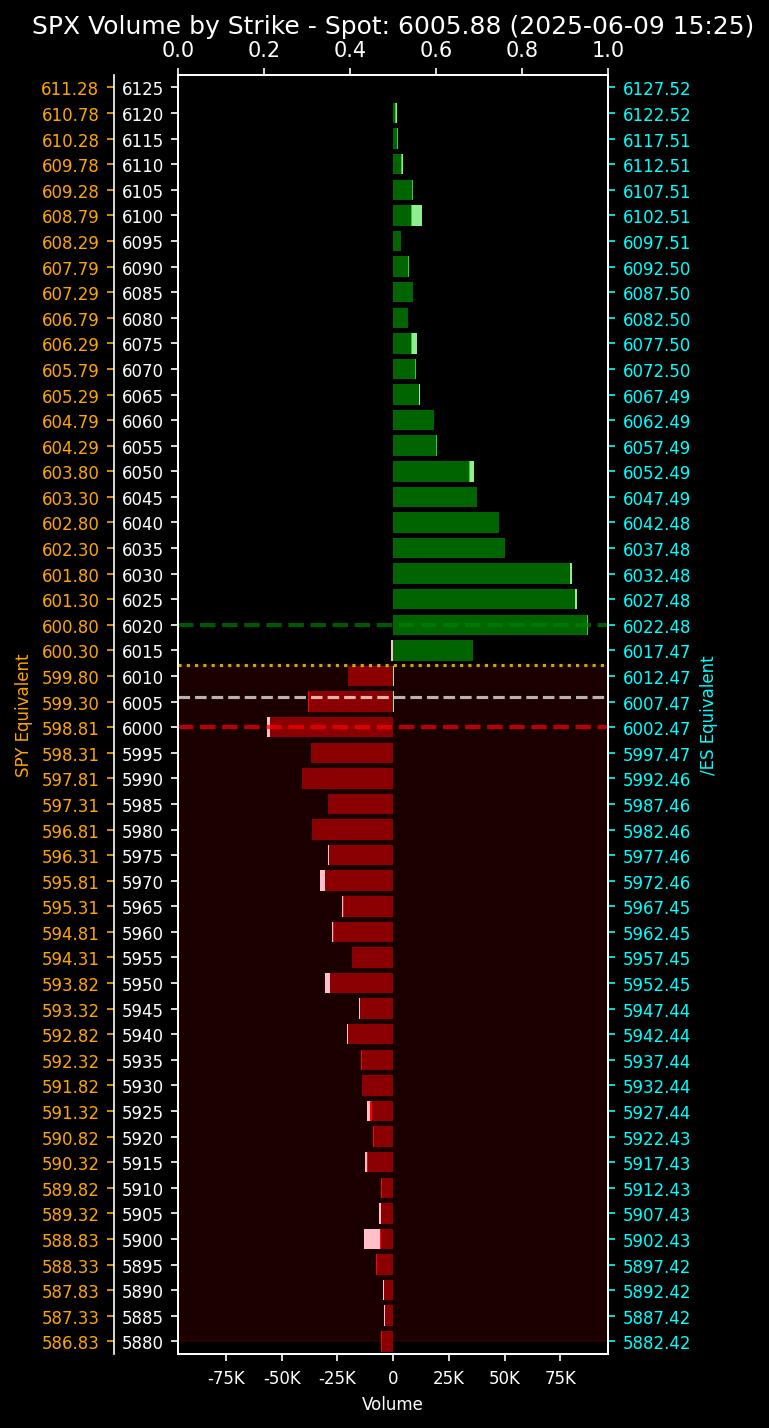 SPX Volume by Strike - Spot: 6005.88 (2025-06-09 15:25)
0.0 0.2 0.4 0.6 0.8 1.0
611.28 6125 6127.52
610.78 6120 6122.52
610.28 6115 6117.51
609.78 6110 6112.51
609.28 6105 6107.51
608.79 6100 6102.51
608.29 6095 6097.51
607.79 6090 6092.50
607.29 6085 6087.50
606.79 6080 6082.50
606.29 6075 6077.50
605.79 6070 6072.50
605.29 6065 6067.49
604.79 6060 6062.49
604.29 6055 6057.49
603.80 6050 6052.49
603.30 6045 6047.49
602.80 6040 6042.48
602.30 6035 6037.48
601.80 6030 6032.48
601.30 6025 6027.48
600.80 6020 6022.48
600.30 6015 6017.47
599.80 6010 6012.47
599.30 6005 6007.47
598.81 6000 6002.47
598.31 5995 5997.47
597.81 5990 5992.46
597.31 5985 5987.46
596.81 5980 5982.46
596.31 5975 5977.46
595.81 5970 5972.46
595.31 5965 5967.45
594.81 5960 5962.45
594.31 5955 5957.45
593.82 5950 5952.45
593.32 5945 5947.44
592.82 5940 5942.44
592.32 5935 5937.44
591.82 5930 5932.44
591.32 5925 5927.44
590.82 5920 5922.43
590.32 5915 5917.43
589.82 5910 5912.43
589.32 5905 5907.43
588.83 5900 5902.43
588.33 5895 5897.42
587.83 5890 5892.42
587.33 5885 5887.42
586.83 5880 5882.42
SPY Equivalent
/ES Equivalent
-75K -50K -25K 0 25K 50K 75K
Volume